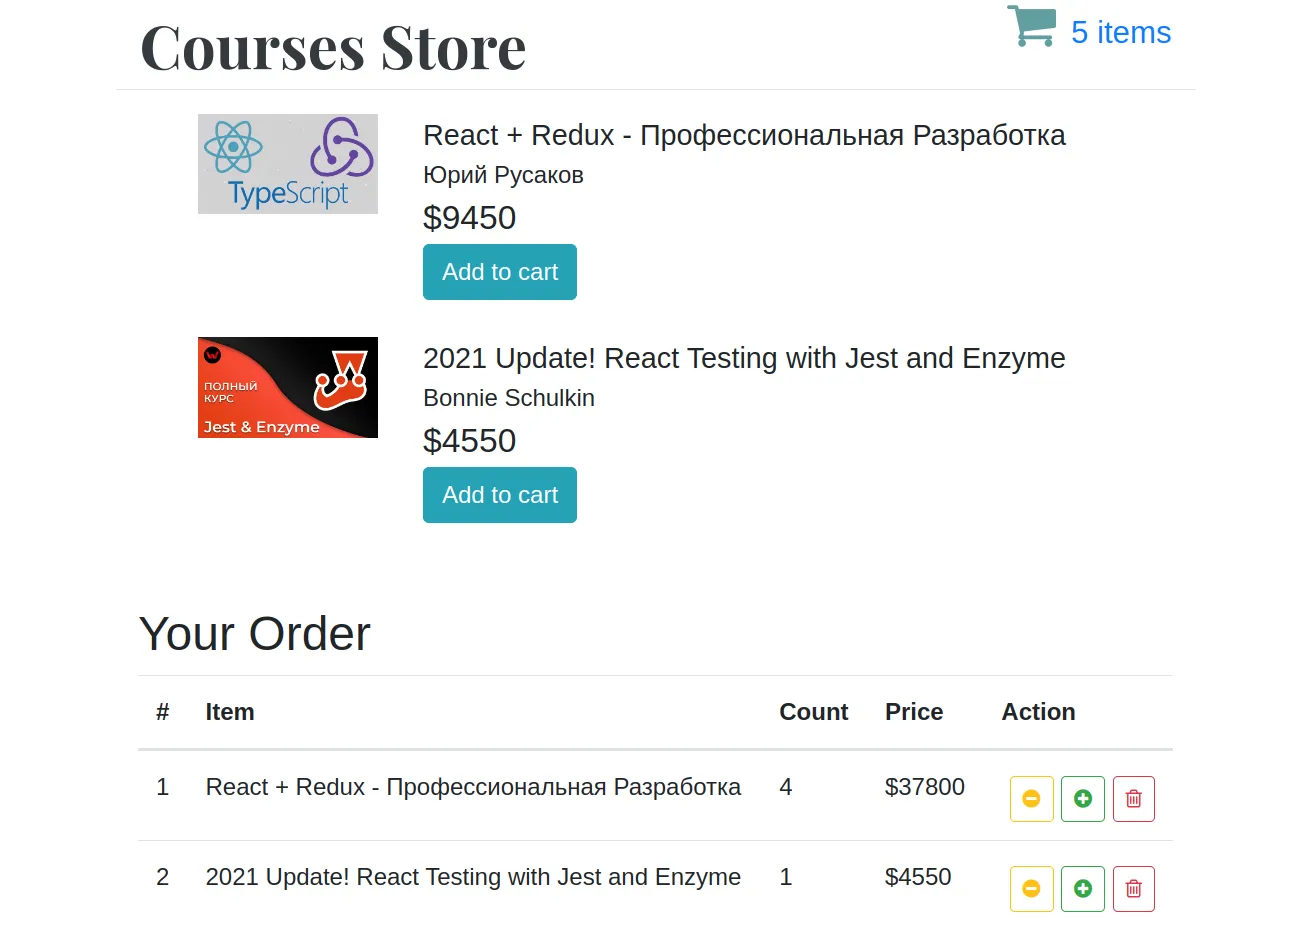 Courses Store
5 items
TypeScript
React + Redux - Профессиональная Разработка
Юрий Русаков
$9450
Add to cart
ПОЛНЫЙ
КУРС
Jest & Enzyme
2021 Update! React Testing with Jest and Enzyme
Bonnie Schulkin
$4550
Add to cart
Your Order
# Item Count Price Action
1 React + Redux - Профессиональная Разработка 4 $37800
2 2021 Update! React Testing with Jest and Enzyme 1 $4550